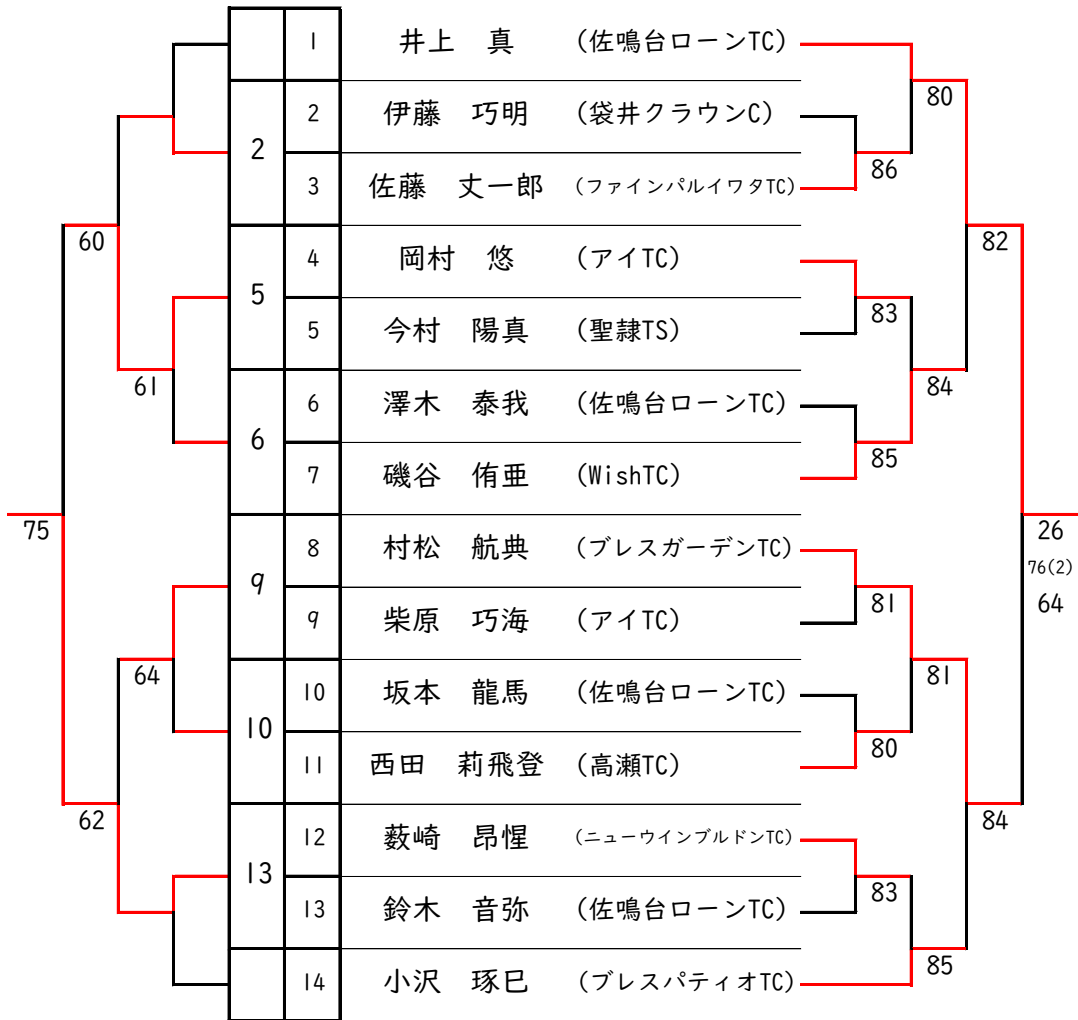 1 井上 真 (佐鳴台ローンTC)
80
2 伊藤 巧明 (袋井クラウンC)
2
86
3 佐藤 丈一郎 (ファインパルイワタTC)
60
82
4 岡村 悠 (アイTC)
5
83
5 今村 陽真 (聖隷TS)
61
84
6 澤木 泰我 (佐鳴台ローンTC)
6
85
7 磯谷 侑亜 (WishTC)
75
26
8 村松 航典 (ブレスガーデンTC)
76(2)
9
81
64
9 柴原 巧海 (アイTC)
64
81
10 坂本 龍馬 (佐鳴台ローンTC)
10
80
11 西田 莉飛登 (高瀬TC)
62
84
12 薮崎 昂惺 (ニューウインブルドンTC)
13
83
13 鈴木 音弥 (佐鳴台ローンTC)
85
14 小沢 琢巳 (ブレスパティオTC)